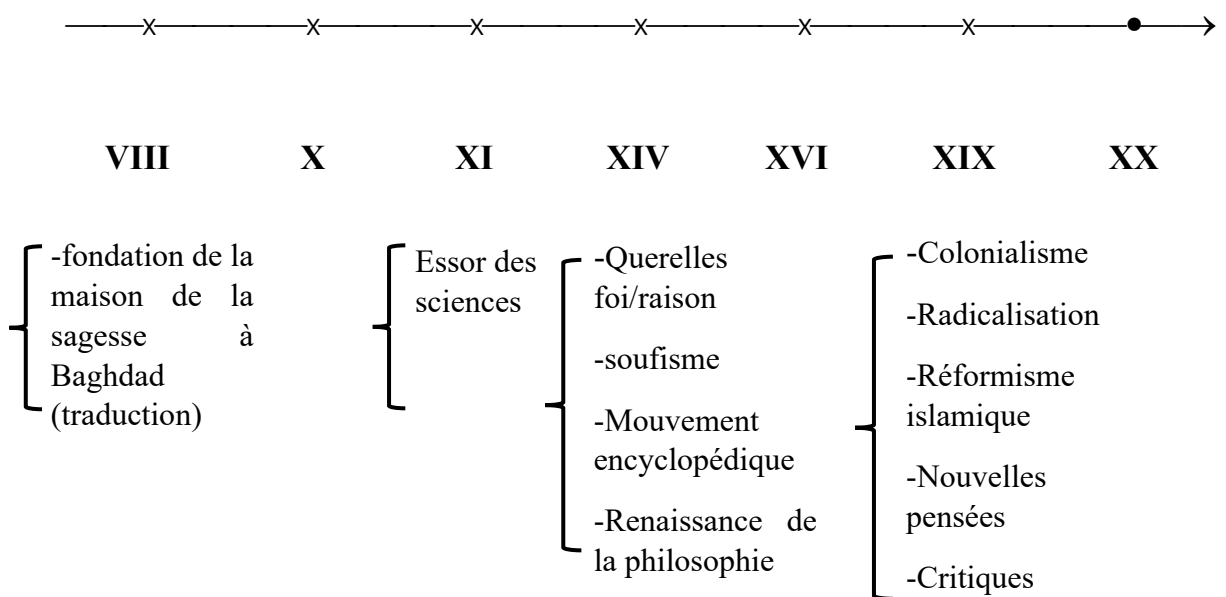 VIII X XI XIV XVI XIX XX
-fondation de la
maison de la
sagesse à
Baghdad
(traduction)
Essor des
sciences
-Querelles
foi/raison
-soufisme
-Mouvement
encyclopédique
-Renaissance de
la philosophie
-Colonialisme
-Radicalisation
-Réformisme
islamique
-Nouvelles
pensées
-Critiques